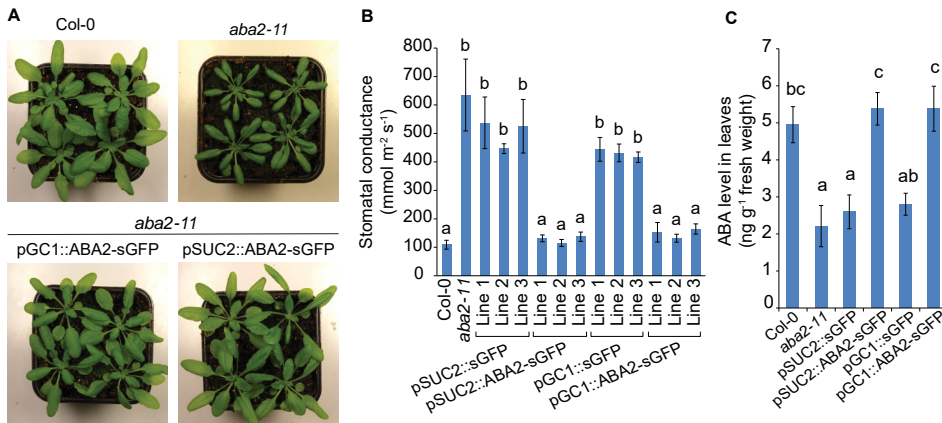 A
Col-0
aba2-11
aba2-11
pGC1::ABA2-sGFP
pSUC2::ABA2-sGFP
B
Stomatal conductance
(mmol m-2 s-1)
800
700
600
500
400
300
200
100
0
a
b
b
b
b
a
a
a
b
b
b
a
a
a
Col-0
aba2-11
Line 1
Line 2
Line 3
Line 1
Line 2
Line 3
Line 1
Line 2
Line 3
Line 1
Line 2
Line 3
pSUC2::sGFP
pSUC2::ABA2-sGFP
pGC1::sGFP
pGC1::ABA2-sGFP
C
ABA level in leaves
(ng g-1 fresh weight)
7
6
5
4
3
2
1
0
bc
a
a
c
ab
c
Col-0
aba2-11
pSUC2::sGFP
pSUC2::ABA2-sGFP
pGC1::sGFP
pGC1::ABA2-sGFP